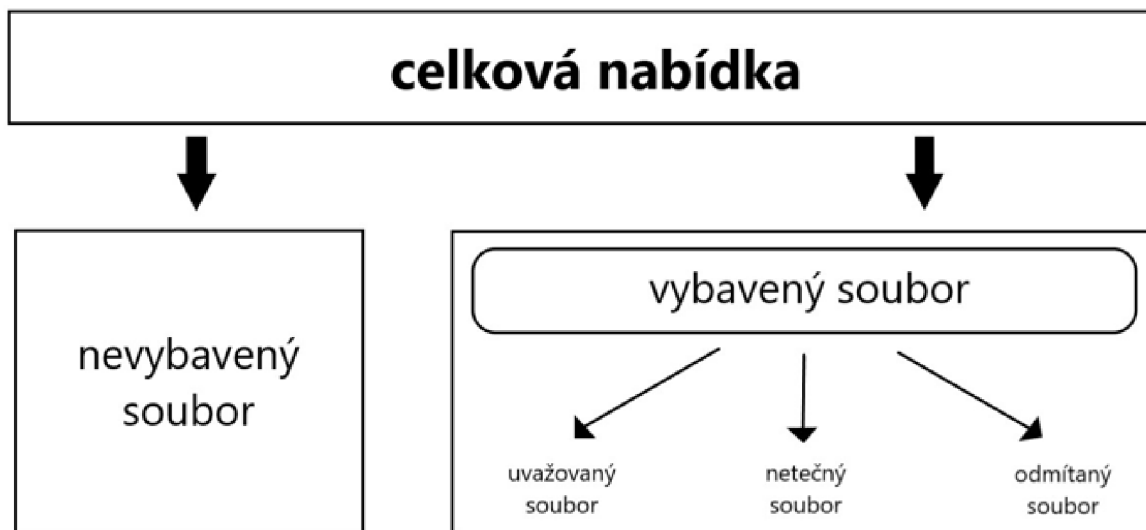 celková nabídka
nevybavený
soubor
vybavený soubor
uvažovaný
soubor
netečný
soubor
odmítaný
soubor